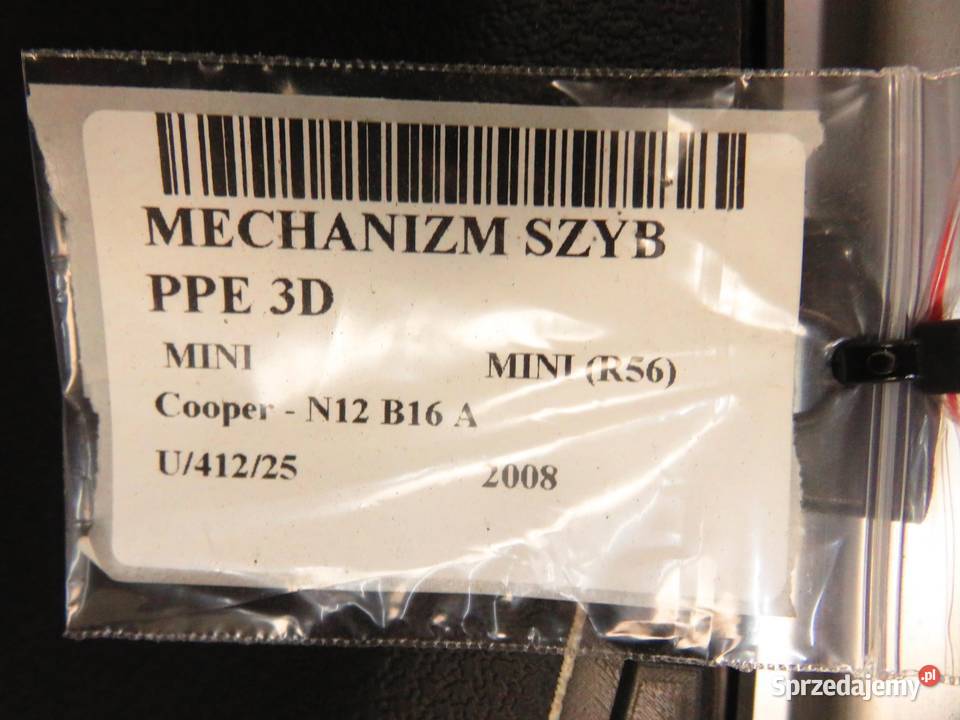 MECHANIZM SZYB
PPE 3D
MINI MINI (R56)
Cooper - N12 B16 A
U/412/25 2008
Sprzedajemy.pl